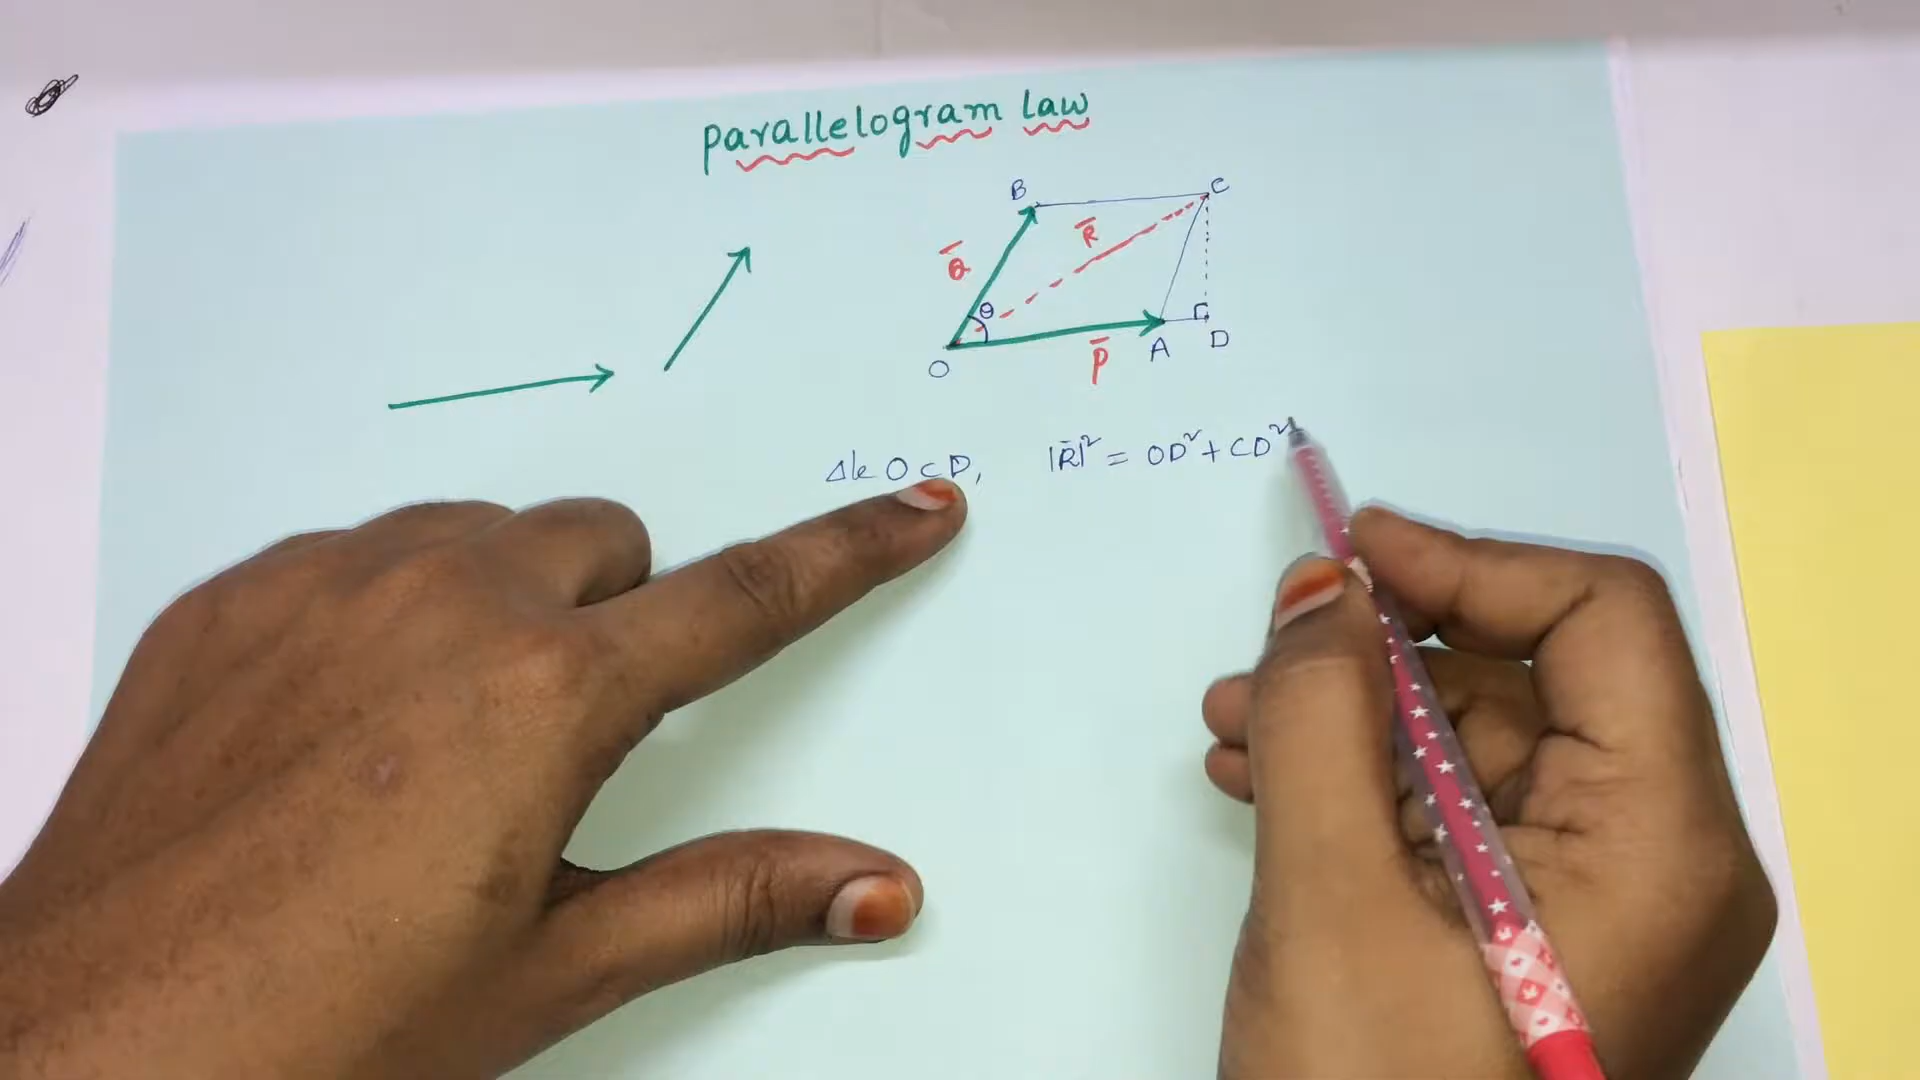 Parallelogram law
B
C
Q̄
R̄
θ
O
P̄
A
D
Δle OCD, |R̄|² = OD² + CD²